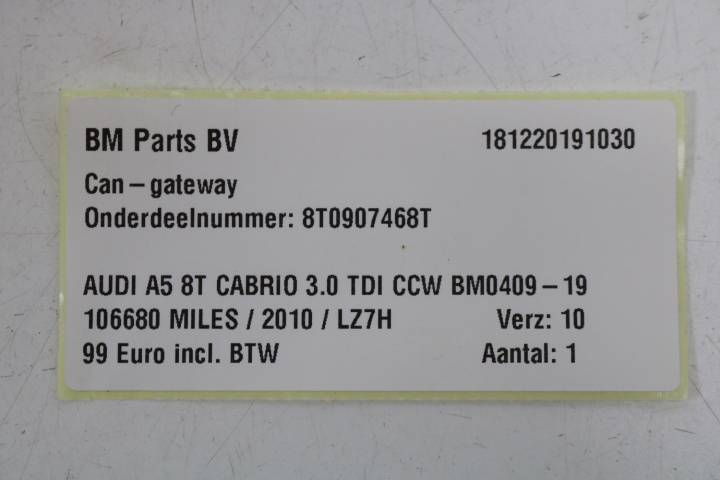 BM Parts BV 181220191030
Can-gateway
Onderdeelnummer: 8T0907468T
AUDI A5 8T CABRIO 3.0 TDI CCW BM0409-19
106680 MILES / 2010 / LZ7H Verz: 10
99 Euro incl. BTW Aantal: 1